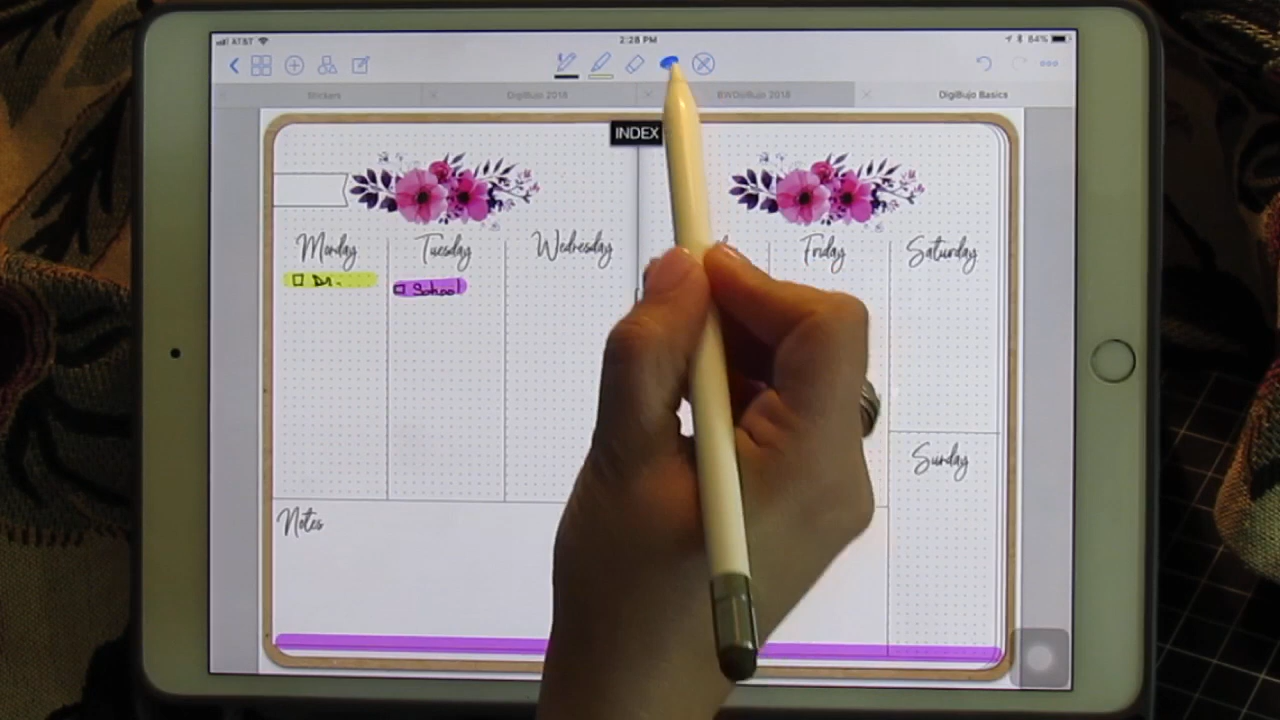 AT&T 2:28 PM 84%
Stickers DigiBujo 2018 BWDigiBujo 2018 DigiBujo Basics
INDEX
Monday Tuesday Wednesday Friday Saturday
Dr. School
Sunday
Notes